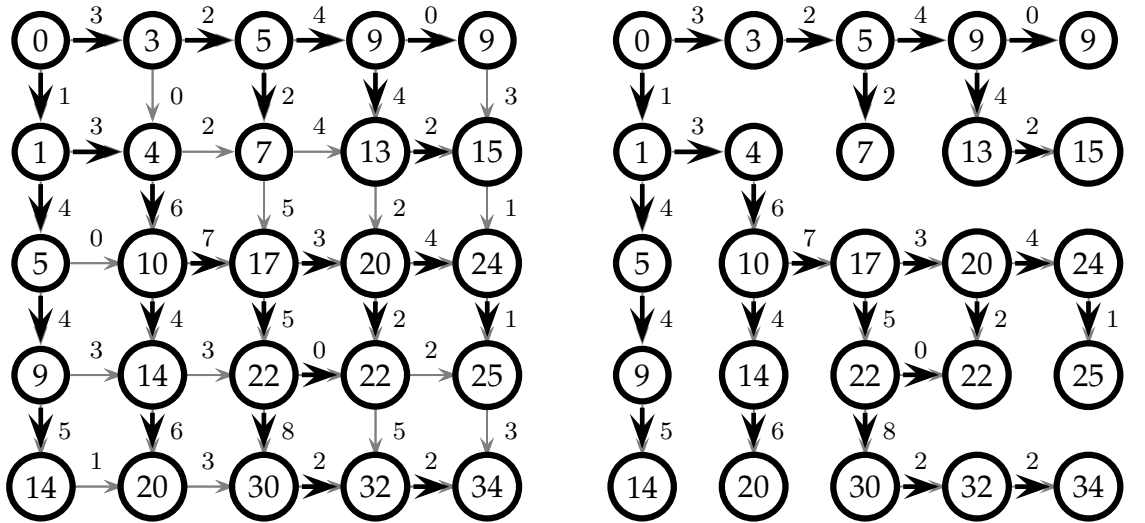 3 2 4 0 3 2 4 0
0 3 5 9 9 0 3 5 9 9
1 0 2 4 3 1 2 4
3 2 4 2 3 2
1 4 7 13 15 1 4 7 13 15
4 6 5 2 1 4 6
0 7 3 4 7 3 4
5 10 17 20 24 5 10 17 20 24
4 4 5 2 1 4 4 5 2 1
3 3 0 2 0
9 14 22 22 25 9 14 22 22 25
5 6 8 5 3 5 6 8
1 3 2 2 2 2
14 20 30 32 34 14 20 30 32 34